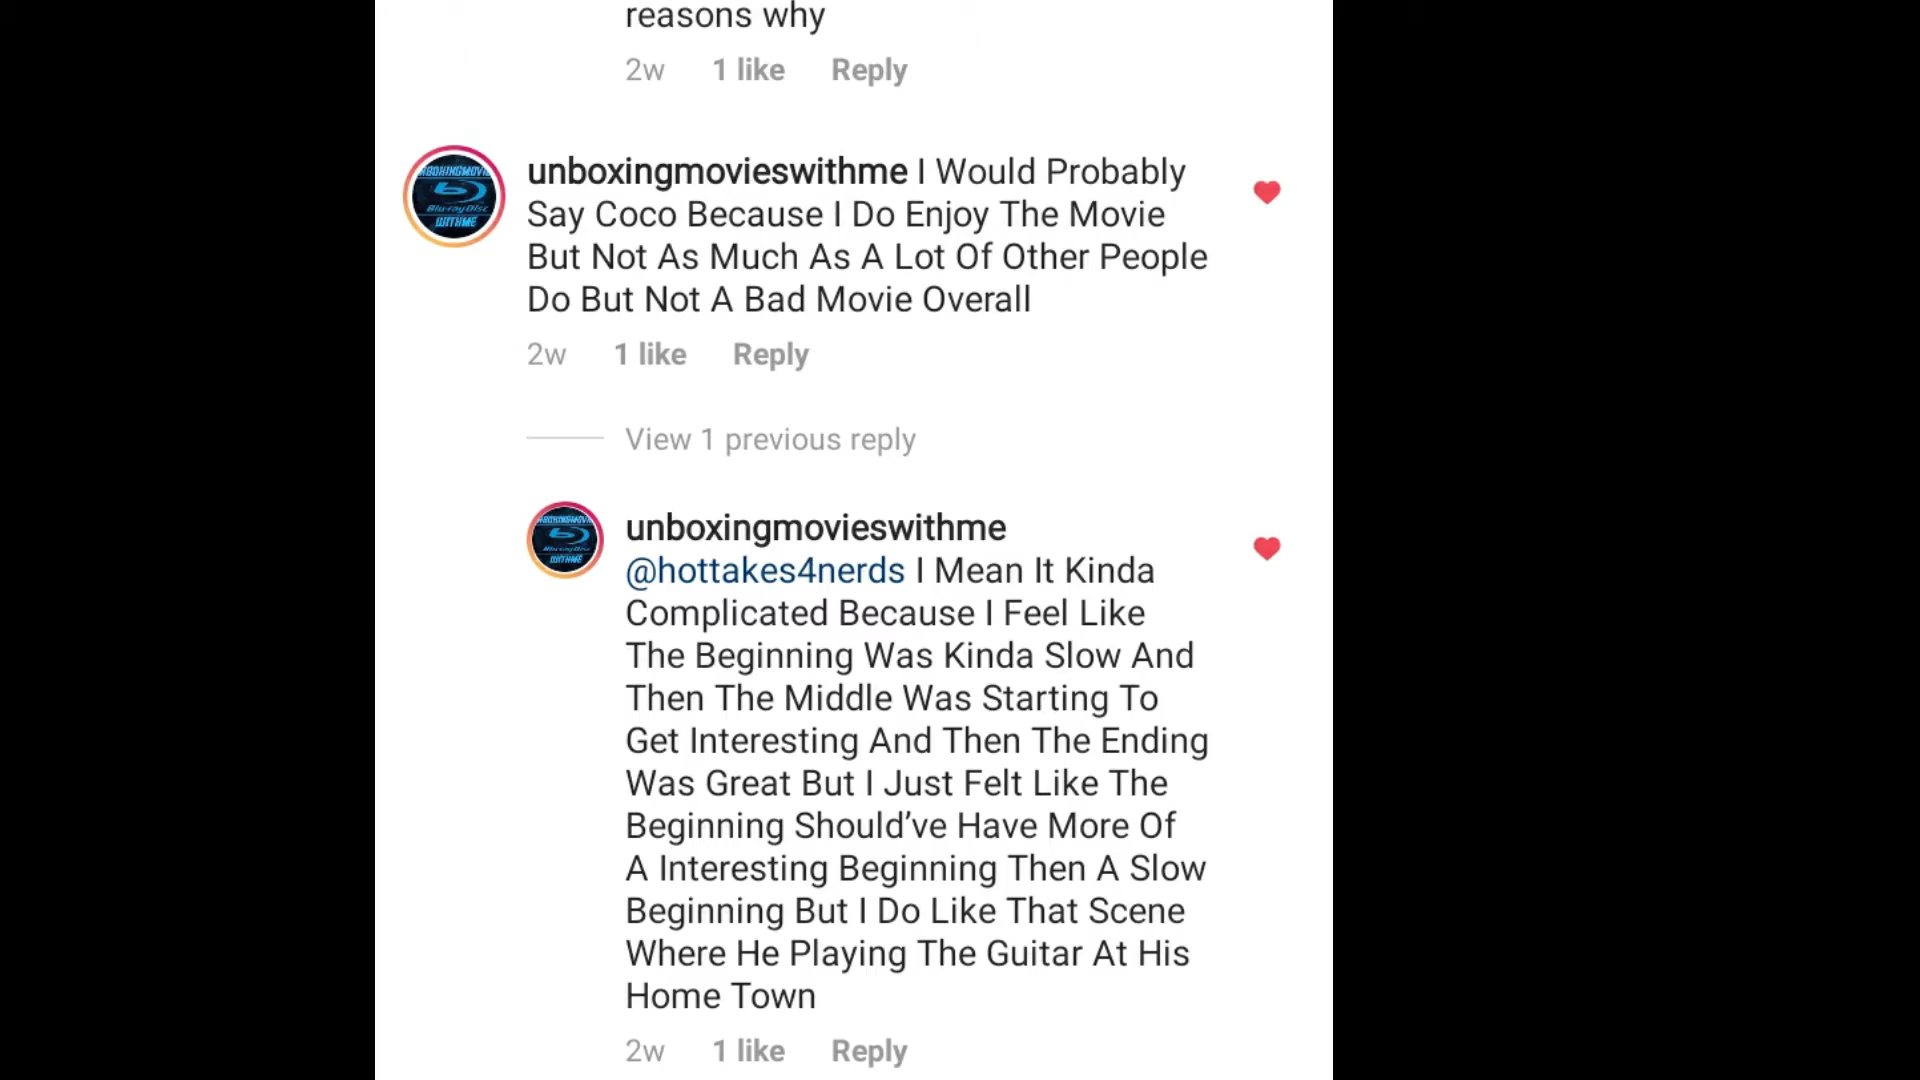 reasons why
2w 1 like Reply
unboxingmovieswithme I Would Probably
Say Coco Because I Do Enjoy The Movie
But Not As Much As A Lot Of Other People
Do But Not A Bad Movie Overall
2w 1 like Reply
View 1 previous reply
unboxingmovieswithme
@hottakes4nerds I Mean It Kinda
Complicated Because I Feel Like
The Beginning Was Kinda Slow And
Then The Middle Was Starting To
Get Interesting And Then The Ending
Was Great But I Just Felt Like The
Beginning Should’ve Have More Of
A Interesting Beginning Then A Slow
Beginning But I Do Like That Scene
Where He Playing The Guitar At His
Home Town
2w 1 like Reply